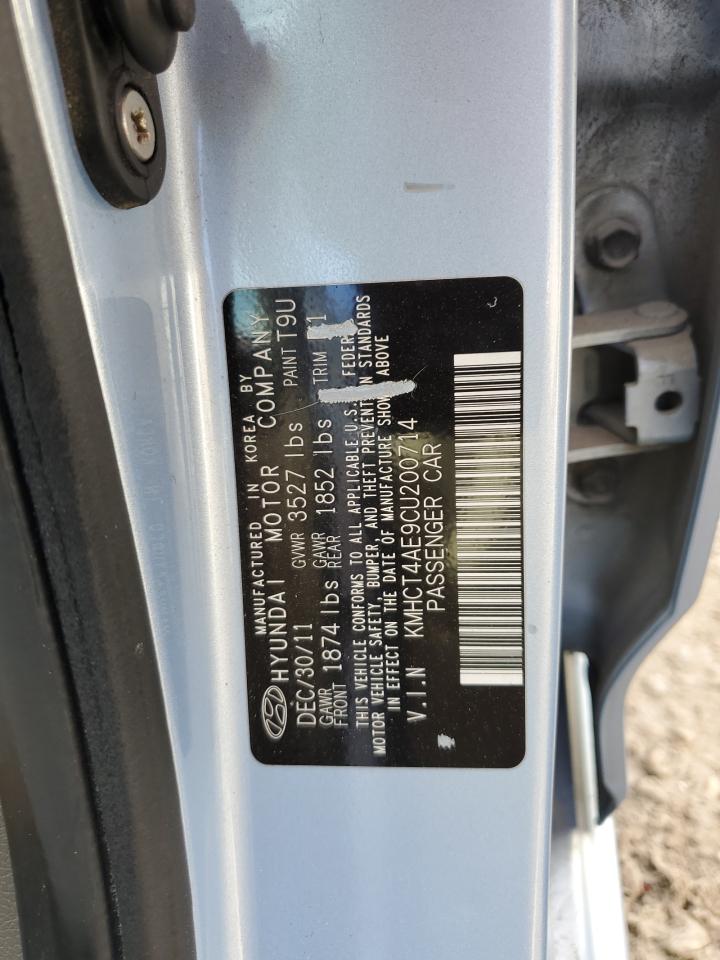 MANUFACTURED IN KOREA BY
HYUNDAI MOTOR COMPANY
DEC/30/11 GVWR 3527 lbs PAINT T9U
GAWR FRONT 1874 lbs GAWR REAR 1852 lbs TRIM
THIS VEHICLE CONFORMS TO ALL APPLICABLE U.S.
MOTOR VEHICLE SAFETY, BUMPER, AND THEFT PREVENTION STANDARDS
IN EFFECT ON THE DATE OF MANUFACTURE SHOWN ABOVE
V.I.N KMHCT4AE9CU200714
PASSENGER CAR